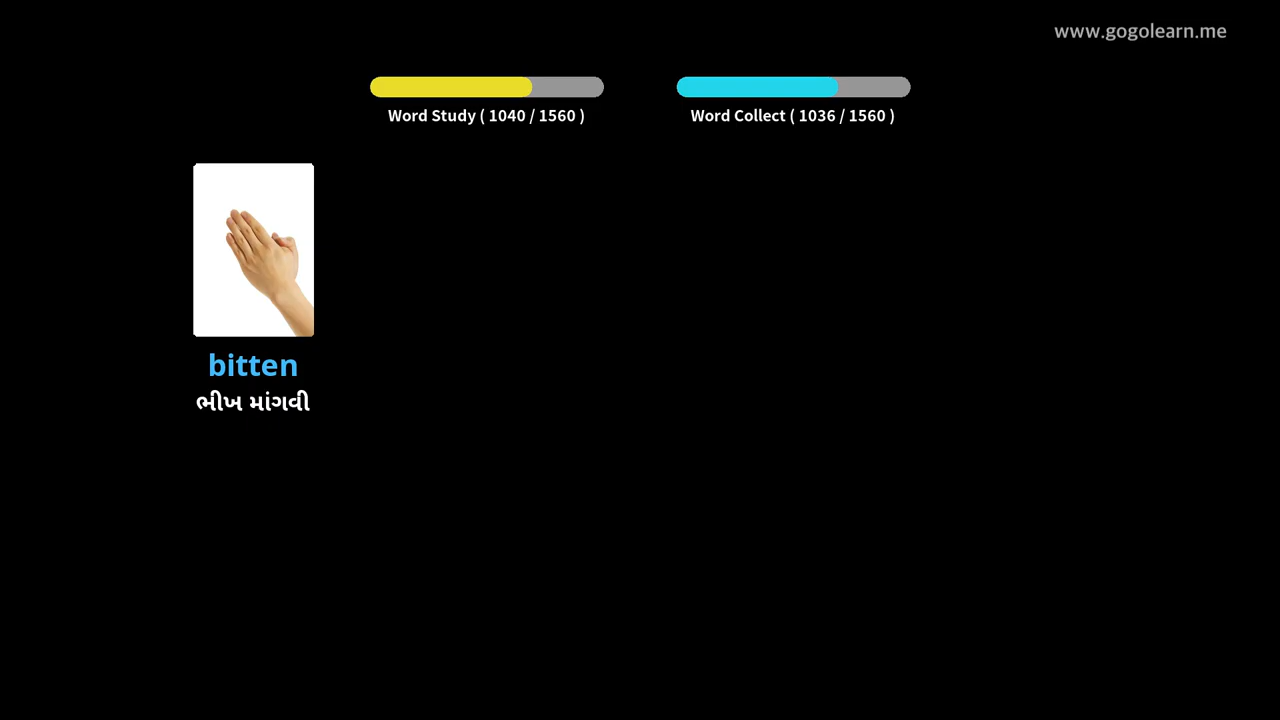 www.gogolearn.me
Word Study ( 1040 / 1560 )
Word Collect ( 1036 / 1560 )
bitten
ભીખ માંગવી